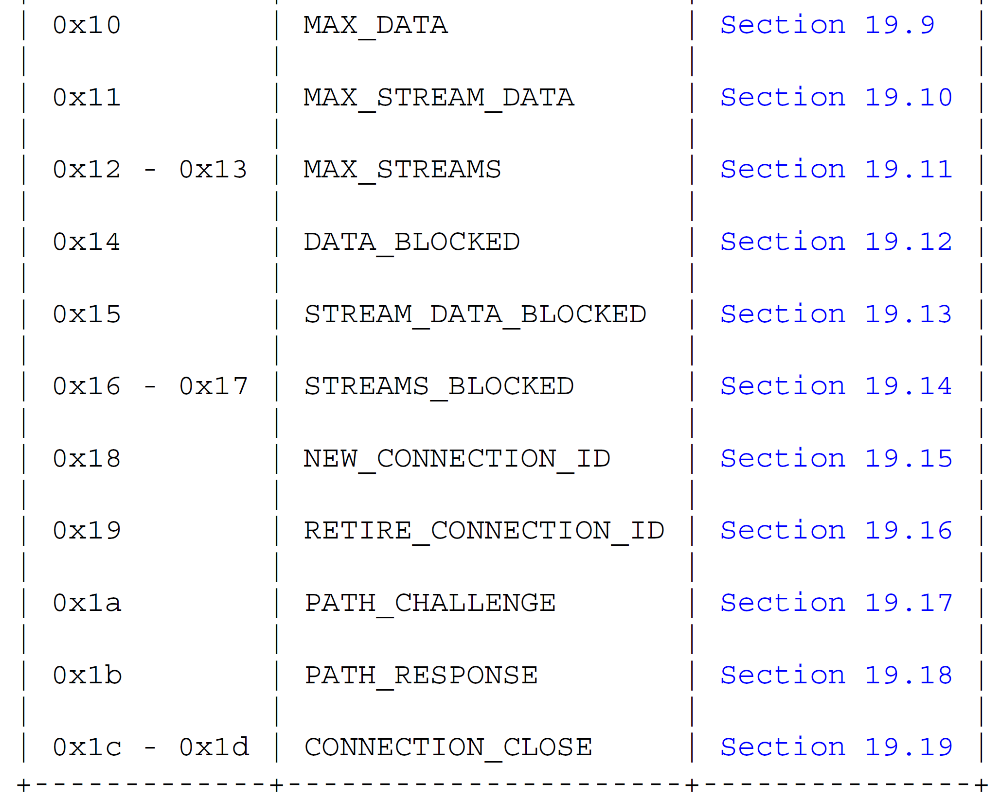 | 0x10        | MAX_DATA             | Section 19.9  |
|             |                      |               |
| 0x11        | MAX_STREAM_DATA      | Section 19.10 |
|             |                      |               |
| 0x12 - 0x13 | MAX_STREAMS          | Section 19.11 |
|             |                      |               |
| 0x14        | DATA_BLOCKED         | Section 19.12 |
|             |                      |               |
| 0x15        | STREAM_DATA_BLOCKED  | Section 19.13 |
|             |                      |               |
| 0x16 - 0x17 | STREAMS_BLOCKED      | Section 19.14 |
|             |                      |               |
| 0x18        | NEW_CONNECTION_ID    | Section 19.15 |
|             |                      |               |
| 0x19        | RETIRE_CONNECTION_ID | Section 19.16 |
|             |                      |               |
| 0x1a        | PATH_CHALLENGE       | Section 19.17 |
|             |                      |               |
| 0x1b        | PATH_RESPONSE        | Section 19.18 |
|             |                      |               |
| 0x1c - 0x1d | CONNECTION_CLOSE     | Section 19.19 |
+-------------+----------------------+---------------+